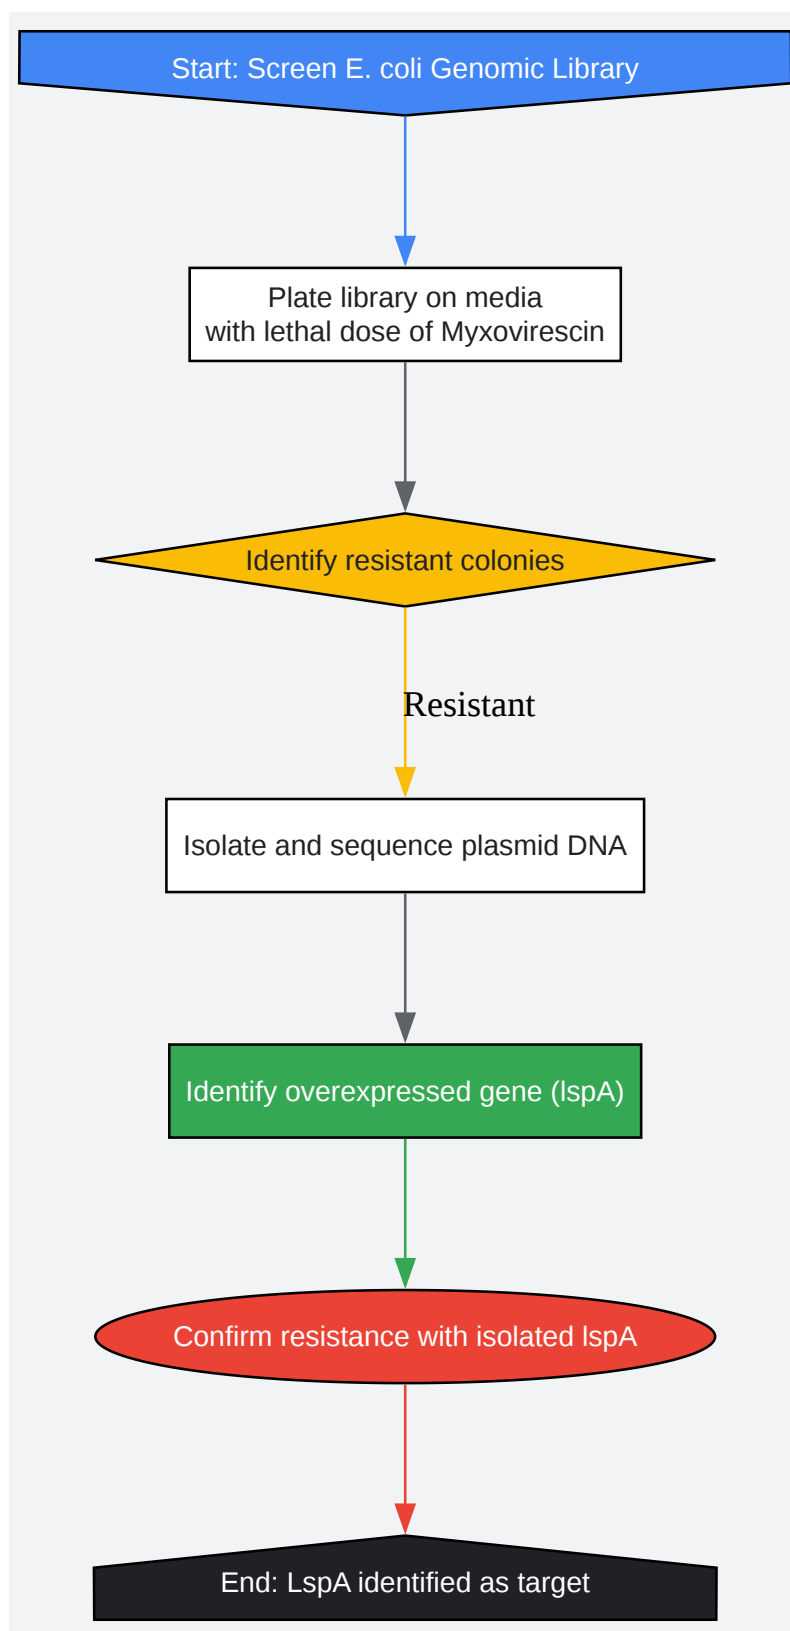 Start: Screen E. coli Genomic Library
Plate library on media
with lethal dose of Myxovirescin
Identify resistant colonies
Resistant
Isolate and sequence plasmid DNA
Identify overexpressed gene (lspA)
Confirm resistance with isolated lspA
End: LspA identified as target